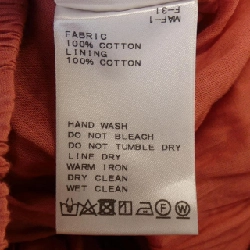 MAF-1
F-31
FABRIC
100% COTTON
LINING
100% COTTON
HAND WASH
DO NOT BLEACH
DO NOT TUMBLE DRY
LINE DRY
WARM IRON
DRY CLEAN
WET CLEAN